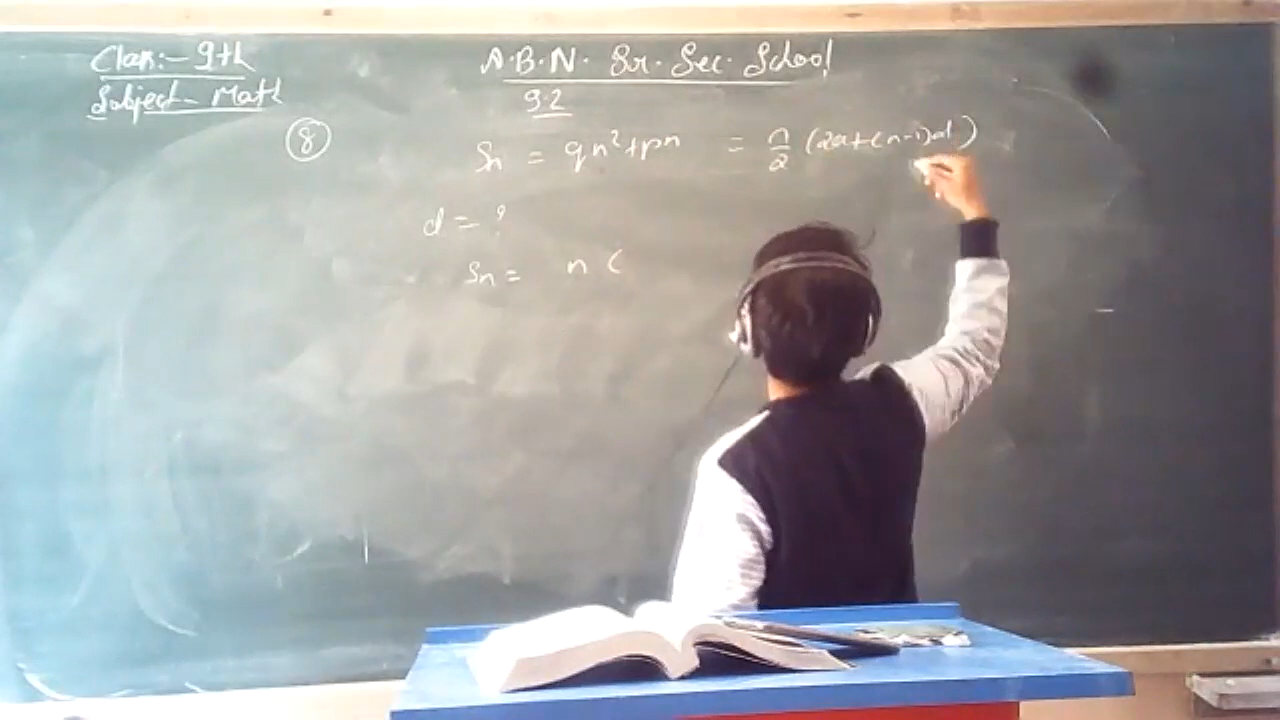 Class:- 9th
Subject- Math
A.B.N. Sr. Sec. School
9.2
⑧ Sn = qn²+pn = n/2 (2a+(n-1)d)
d = ?
Sn = n (